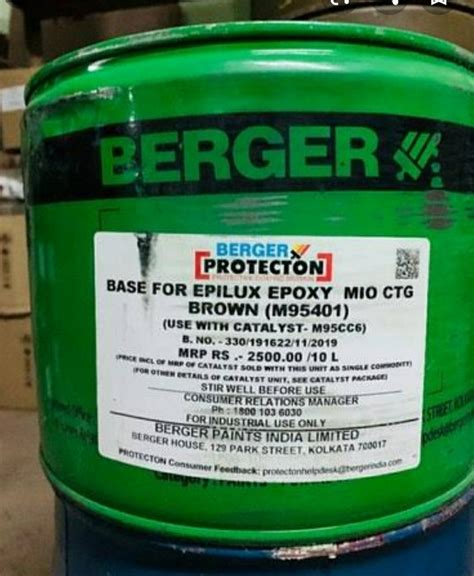 BERGER
BERGER
PROTECTON
BASE FOR EPILUX EPOXY MIO CTG
BROWN (M95401)
(USE WITH CATALYST- M95CC6)
B. NO. - 330/191622/11/2019
MRP RS .- 2500.00 /10 L
(PRICE INCL OF MRP OF CATALYST SOLD WITH THIS UNIT AS SINGLE COMMODITY)
(FOR OTHER DETAILS OF CATALYST UNIT, SEE CATALYST PACKAGE)
STIR WELL BEFORE USE
CONSUMER RELATIONS MANAGER
Ph : 1800 103 6030
FOR INDUSTRIAL USE ONLY
BERGER PAINTS INDIA LIMITED
BERGER HOUSE, 129 PARK STREET, KOLKATA 700017
PROTECTON Consumer Feedback: protectonhelpdesk@bergerindia.com